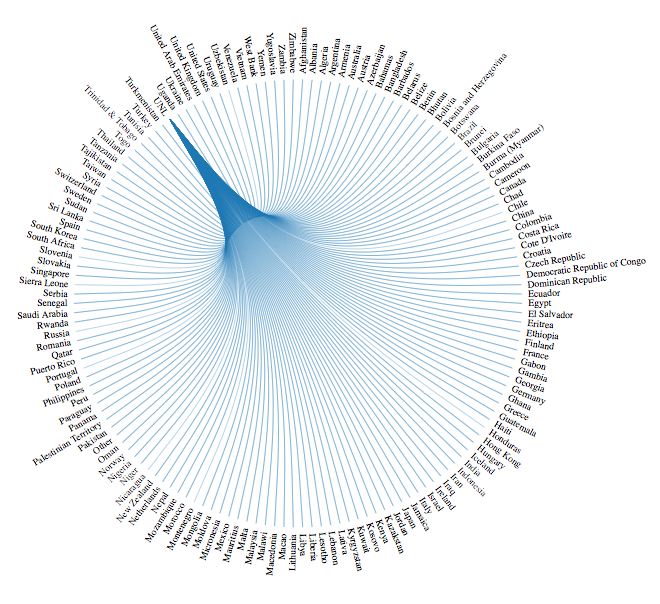 Afghanistan
Albania
Algeria
Argentina
Armenia
Australia
Austria
Azerbaijan
Bahamas
Bangladesh
Barbados
Belarus
Belize
Benin
Bhutan
Bolivia
Bosnia and Herzegovina
Botswana
Brazil
Brunei
Bulgaria
Burkina Faso
Burma (Myanmar)
Cambodia
Cameroon
Canada
Chad
Chile
China
Colombia
Costa Rica
Cote D'Ivoire
Croatia
Czech Republic
Democratic Republic of Congo
Dominican Republic
Ecuador
Egypt
El Salvador
Eritrea
Ethiopia
Finland
France
Gabon
Gambia
Georgia
Germany
Ghana
Greece
Guatemala
Haiti
Honduras
Hong Kong
Hungary
Iceland
India
Indonesia
Iran
Iraq
Ireland
Israel
Italy
Jamaica
Japan
Jordan
Kazakstan
Kenya
Kosovo
Kuwait
Kyrgyzstan
Latvia
Lebanon
Lesotho
Liberia
Libya
Lithuania
Macao
Macedonia
Malawi
Malaysia
Malta
Mauritius
Mexico
Micronesia
Moldova
Mongolia
Montenegro
Morocco
Mozambique
Nepal
Netherlands
New Zealand
Nicaragua
Niger
Nigeria
Norway
Oman
Other
Pakistan
Palestinian Territory
Panama
Paraguay
Peru
Philippines
Poland
Portugal
Puerto Rico
Qatar
Romania
Russia
Rwanda
Saudi Arabia
Senegal
Serbia
Sierra Leone
Singapore
Slovakia
Slovenia
South Africa
South Korea
Spain
Sri Lanka
Sudan
Sweden
Switzerland
Syria
Taiwan
Tajikistan
Tanzania
Thailand
Togo
Trinidad & Tobago
Tunisia
Turkey
Turkmenistan
UNL
Uganda
Ukraine
United Arab Emirates
United Kingdom
United States
Uruguay
Uzbekistan
Venezuela
Vietnam
West Bank
Yemen
Yugoslavia
Zambia
Zimbabwe